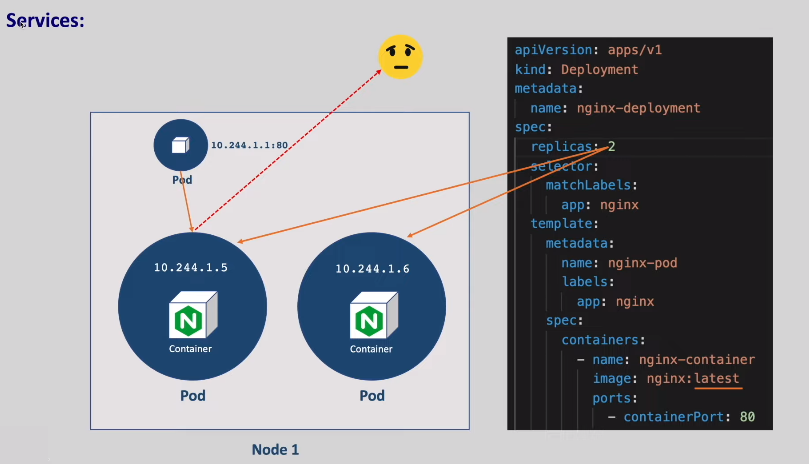 Services:
10.244.1.1:80
Pod
10.244.1.5
Container
Pod
10.244.1.6
Container
Pod
Node 1
apiVersion: apps/v1
kind: Deployment
metadata:
name: nginx-deployment
spec:
replicas: 2
selector:
matchLabels:
app: nginx
template:
metadata:
name: nginx-pod
labels:
app: nginx
spec:
containers:
- name: nginx-container
image: nginx:latest
ports:
- containerPort: 80